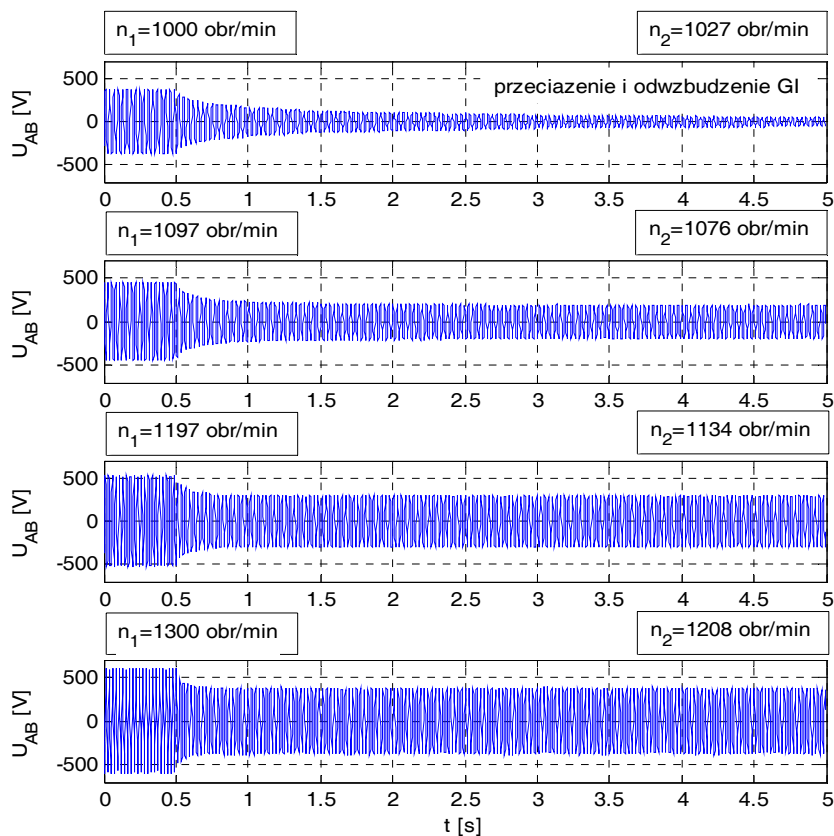 n1=1000 obr/min n2=1027 obr/min
przeciazenie i odwzbudzenie GI
UAB [V]
500
0
-500
0 0.5 1 1.5 2 2.5 3 3.5 4 4.5 5
n1=1097 obr/min n2=1076 obr/min
UAB [V]
500
0
-500
0 0.5 1 1.5 2 2.5 3 3.5 4 4.5 5
n1=1197 obr/min n2=1134 obr/min
UAB [V]
500
0
-500
0 0.5 1 1.5 2 2.5 3 3.5 4 4.5 5
n1=1300 obr/min n2=1208 obr/min
UAB [V]
500
0
-500
0 0.5 1 1.5 2 2.5 3 3.5 4 4.5 5
t [s]